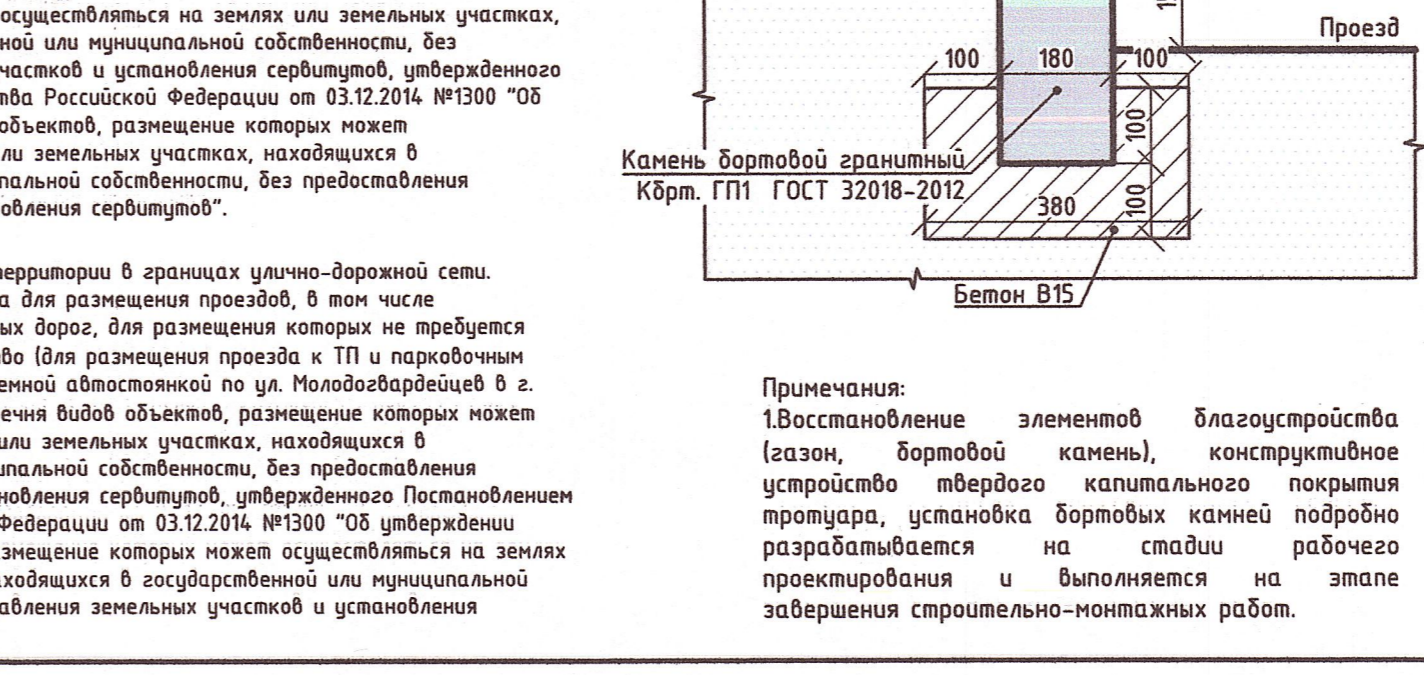 осуществляться на землях или земельных участках,
ной или муниципальной собственности, без
частков и установления сервитутов, утвержденного
тва Российской Федерации от 03.12.2014 №1300 "Об
объектов, размещение которых может
ли земельных участках, находящихся в
пальной собственности, без предоставления
овления сервитутов".
территории в границах улично-дорожной сети.
а для размещения проездов, в том числе
ых дорог, для размещения которых не требуется
во (для размещения проезда к ТП и парковочным
емной автостоянкой по ул. Молодогвардейцев в г.
ечня видов объектов, размещение которых может
или земельных участках, находящихся в
ипальной собственности, без предоставления
новления сервитутов, утвержденного Постановлением
Федерации от 03.12.2014 №1300 "Об утверждении
змещение которых может осуществляться на землях
аходящихся в государственной или муниципальной
авления земельных участков и установления
Проезд
100 180 100
100
Камень бортовой гранитный
Кбрт. ГП1 ГОСТ 32018-2012
380
100
Бетон В15
Примечания:
1.Восстановление элементов благоустройства
(газон, бортовой камень), конструктивное
устройство твердого капитального покрытия
тротуара, установка бортовых камней подробно
разрабатывается на стадии рабочего
проектирования и выполняется на этапе
завершения строительно-монтажных работ.